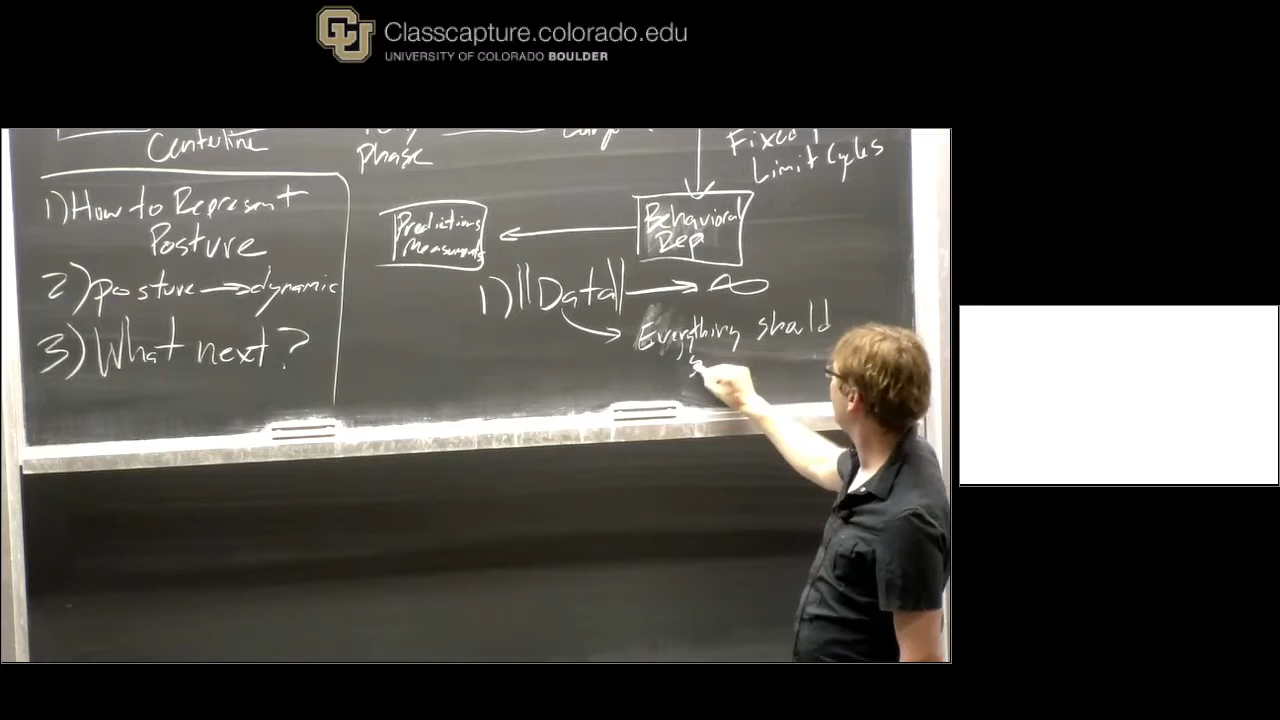 CU Classcapture.colorado.edu
UNIVERSITY OF COLORADO BOULDER
Centerline
phase
Limit Cycles
1) How to Represent
Posture
2) posture → dynamic
3) What next?
Predictions
Measurements
Behavioral
Rep
1) ||Data|| → ∞
Everything should